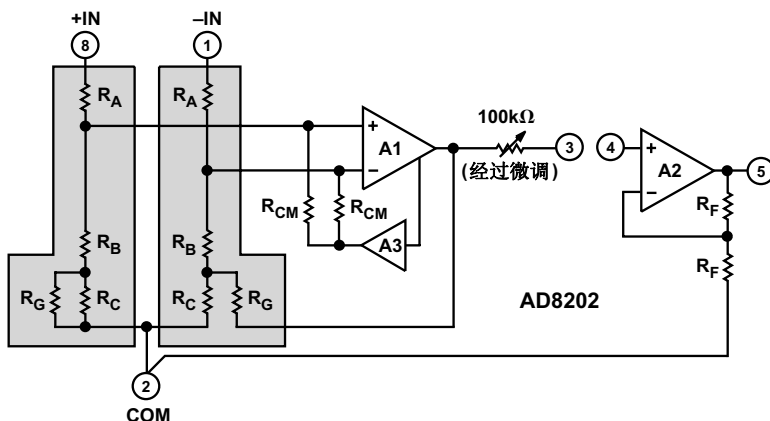 +IN
–IN
8
1
RA
RA
A1
+
–
100kΩ
(经过微调)
3
4
+
–
A2
5
RCM
RCM
A3
RF
RF
RB
RB
RG
RC
RC
RG
AD8202
2
COM